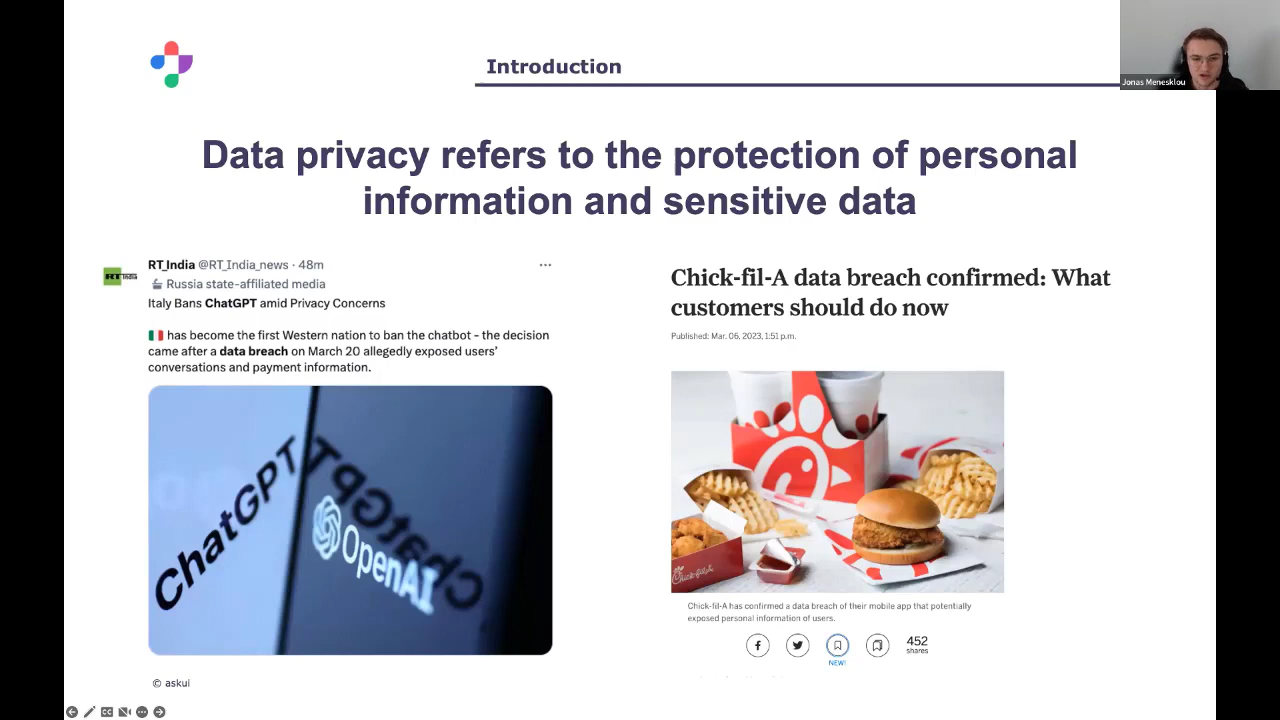 Introduction
Jonas Menesklou
Data privacy refers to the protection of personal
information and sensitive data
RT_India @RT_India_news · 48m
Russia state-affiliated media
Italy Bans ChatGPT amid Privacy Concerns
has become the first Western nation to ban the chatbot - the decision
came after a data breach on March 20 allegedly exposed users'
conversations and payment information.
ChatGPT
ChatGPT
OpenAI
© askui
Chick-fil-A data breach confirmed: What
customers should do now
Published: Mar. 06, 2023, 1:51 p.m.
Chick-fil-A
Chick-fil-A has confirmed a data breach of their mobile app that potentially
exposed personal information of users.
452
shares
NEW!